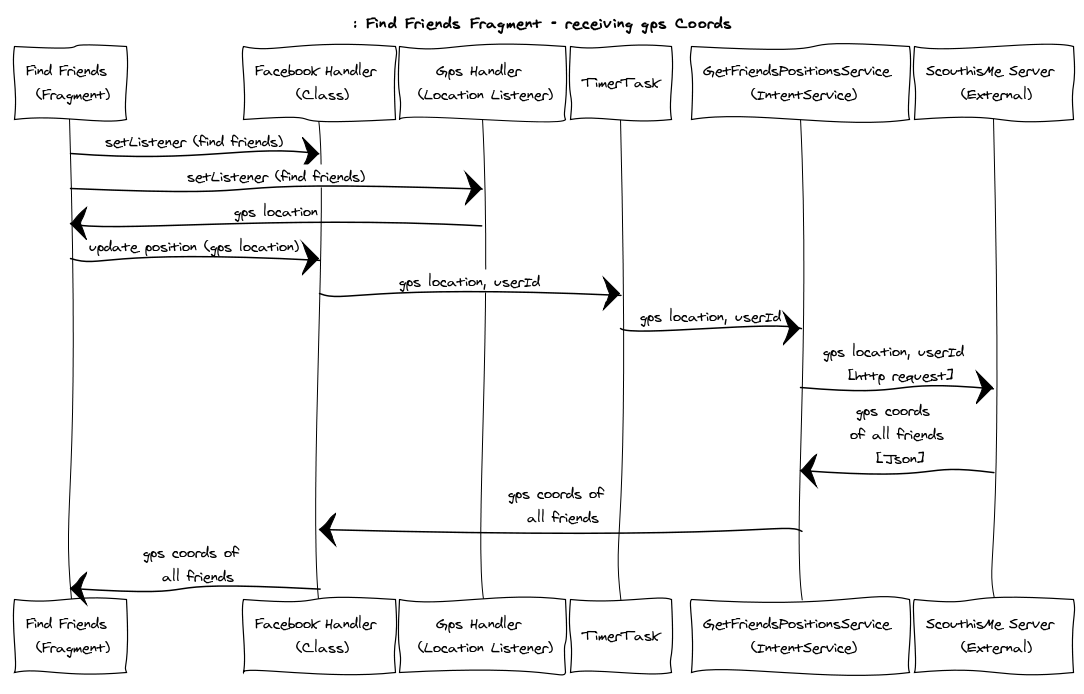 : Find Friends Fragment - receiving gps Coords
Find Friends
(Fragment)
Facebook Handler
(Class)
Gps Handler
(Location Listener)
TimerTask
GetFriendsPositionsService
(IntentService)
ScouthisMe Server
(External)
setListener (find friends)
setListener (find friends)
gps location
update position (gps location)
gps location, userId
gps location, userId
gps location, userId
[http request]
gps coords
of all friends
[Json]
gps coords of
all friends
gps coords of
all friends
Find Friends
(Fragment)
Facebook Handler
(Class)
Gps Handler
(Location Listener)
TimerTask
GetFriendsPositionsService
(IntentService)
ScouthisMe Server
(External)